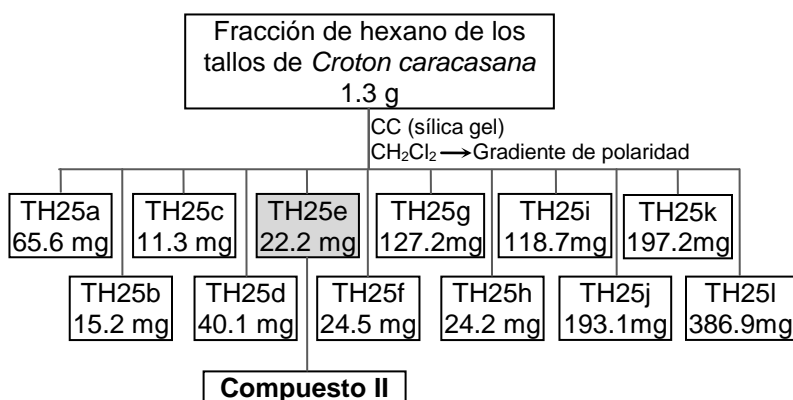 Fracción de hexano de los
tallos de Croton caracasana
1.3 g
CC (sílica gel)
CH₂Cl₂ → Gradiente de polaridad
TH25a
65.6 mg
TH25c
11.3 mg
TH25e
22.2 mg
TH25g
127.2mg
TH25i
118.7mg
TH25k
197.2mg
TH25b
15.2 mg
TH25d
40.1 mg
TH25f
24.5 mg
TH25h
24.2 mg
TH25j
193.1mg
TH25l
386.9mg
Compuesto II